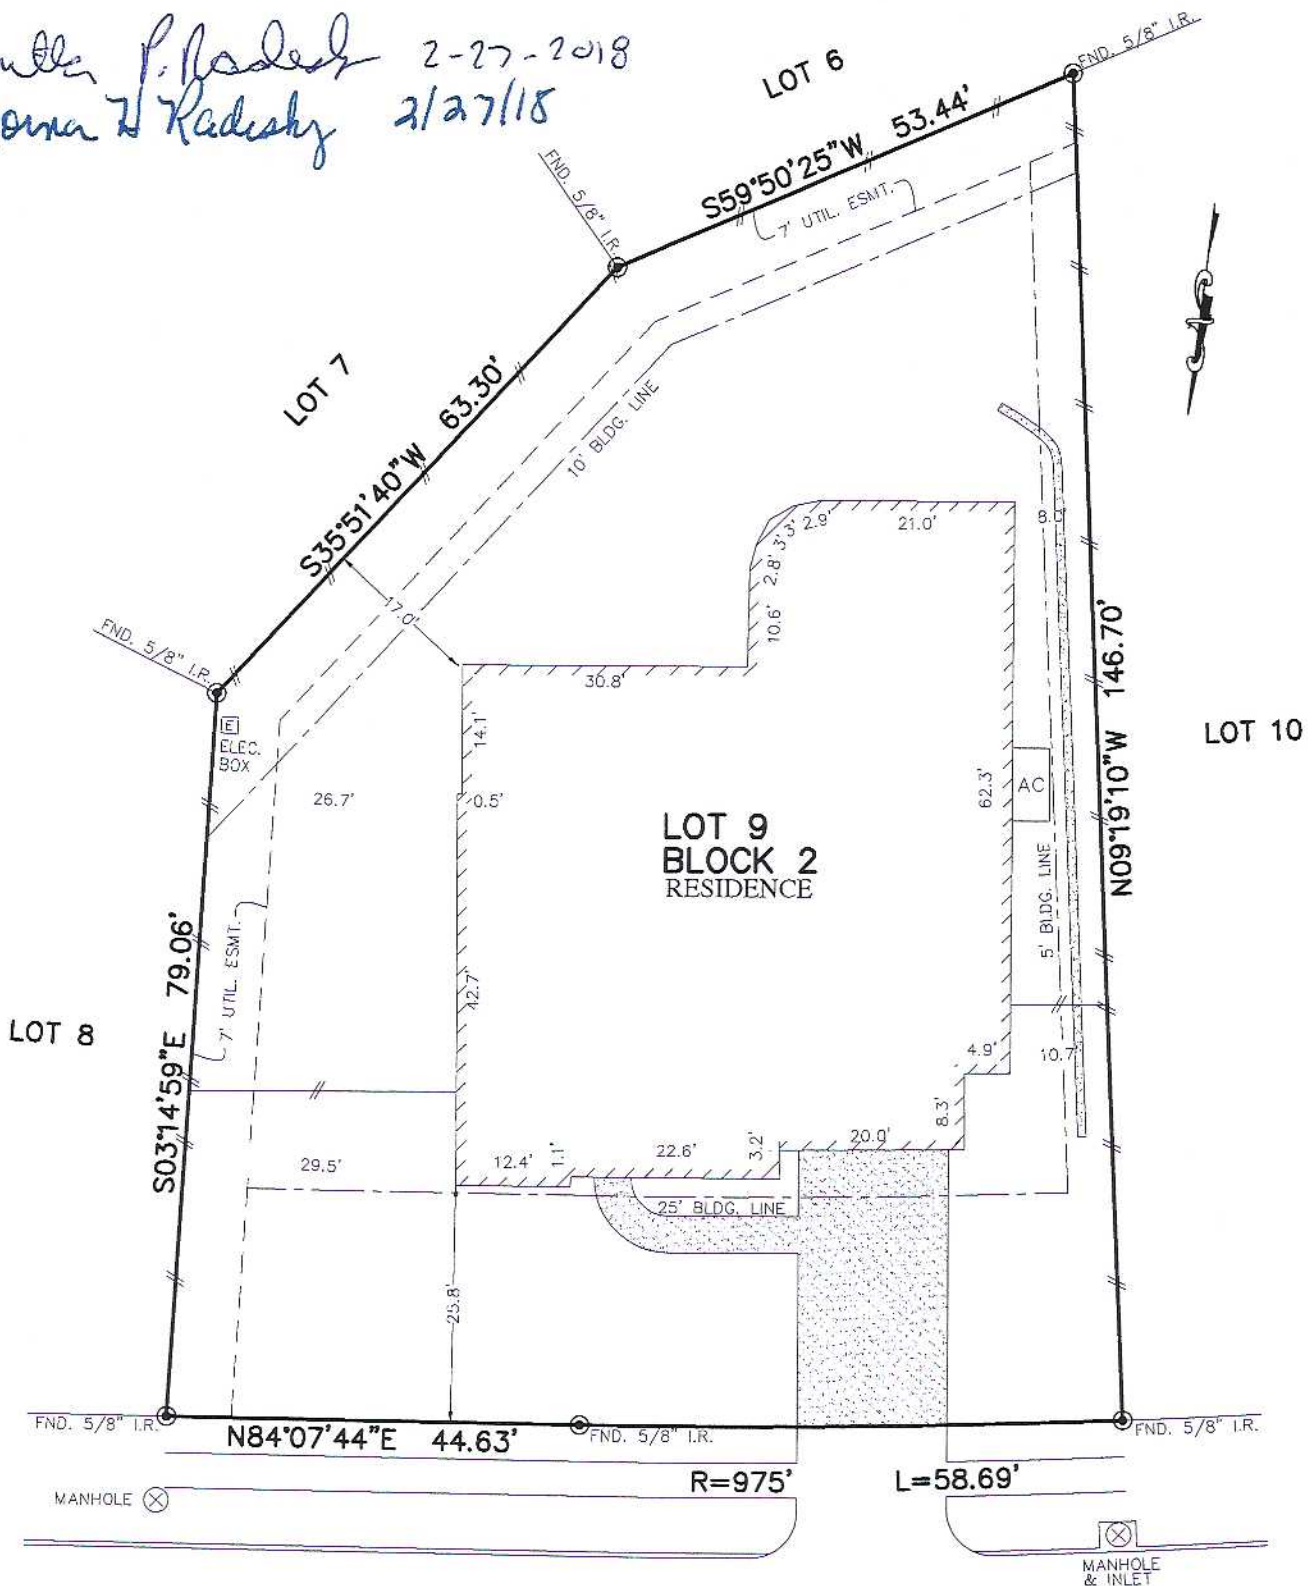 P. Radesky 2-27-2018
H Radesky 2/27/18
FND. 5/8" I.R.
LOT 6
S59°50'25"W 53.44'
7' UTIL. ESMT.
FND. 5/8" I.R.
LOT 7
S35°51'40"W 63.30'
10' BLDG. LINE
17.0'
FND. 5/8" I.R.
E
ELEC.
BOX
2.9'
21.0'
3.3'
2.8'
10.6'
8.0'
30.8'
14.1'
0.5'
26.7'
62.3'
AC
N09°19'10"W 146.70'
LOT 10
LOT 9
BLOCK 2
RESIDENCE
5' BLDG. LINE
7' UTIL. ESMT.
S03°14'59"E 79.06'
LOT 8
42.7'
4.9'
10.7'
8.3'
20.0'
29.5'
12.4'
1.1'
22.6'
3.2'
25' BLDG. LINE
25.8'
FND. 5/8" I.R.
N84°07'44"E 44.63'
FND. 5/8" I.R.
FND. 5/8" I.R.
R=975'
L=58.69'
MANHOLE
MANHOLE
& INLET